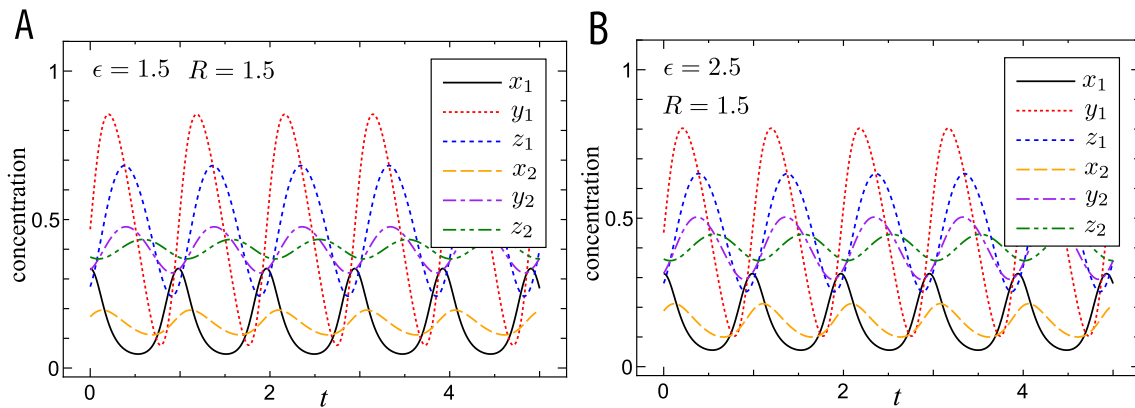 A
concentration
1
0.5
0
ϵ = 1.5 R = 1.5
x₁
y₁
z₁
x₂
y₂
z₂
0 2 4
t
B
concentration
1
0.5
0
ϵ = 2.5
R = 1.5
x₁
y₁
z₁
x₂
y₂
z₂
0 2 4
t